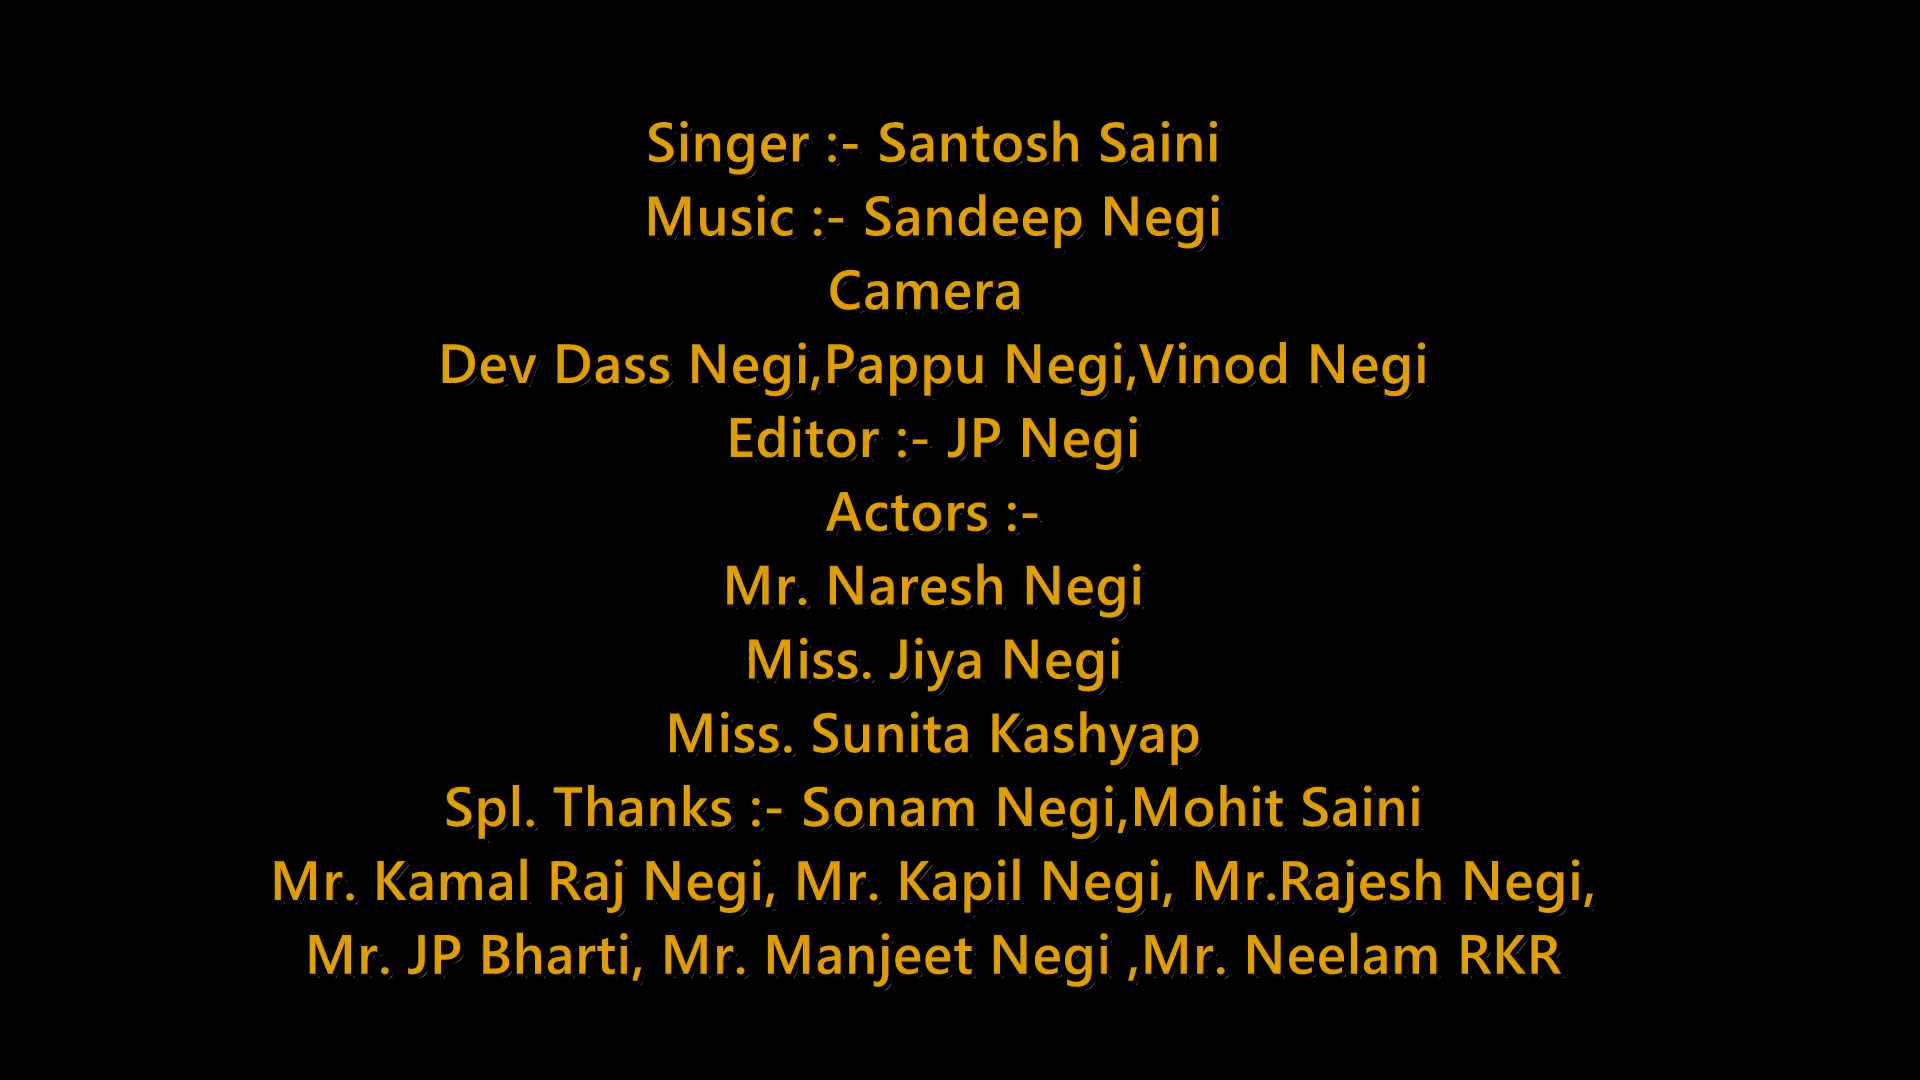 Singer :- Santosh Saini
Music :- Sandeep Negi
Camera
Dev Dass Negi,Pappu Negi,Vinod Negi
Editor :- JP Negi
Actors :-
Mr. Naresh Negi
Miss. Jiya Negi
Miss. Sunita Kashyap
Spl. Thanks :- Sonam Negi,Mohit Saini
Mr. Kamal Raj Negi, Mr. Kapil Negi, Mr.Rajesh Negi,
Mr. JP Bharti, Mr. Manjeet Negi ,Mr. Neelam RKR